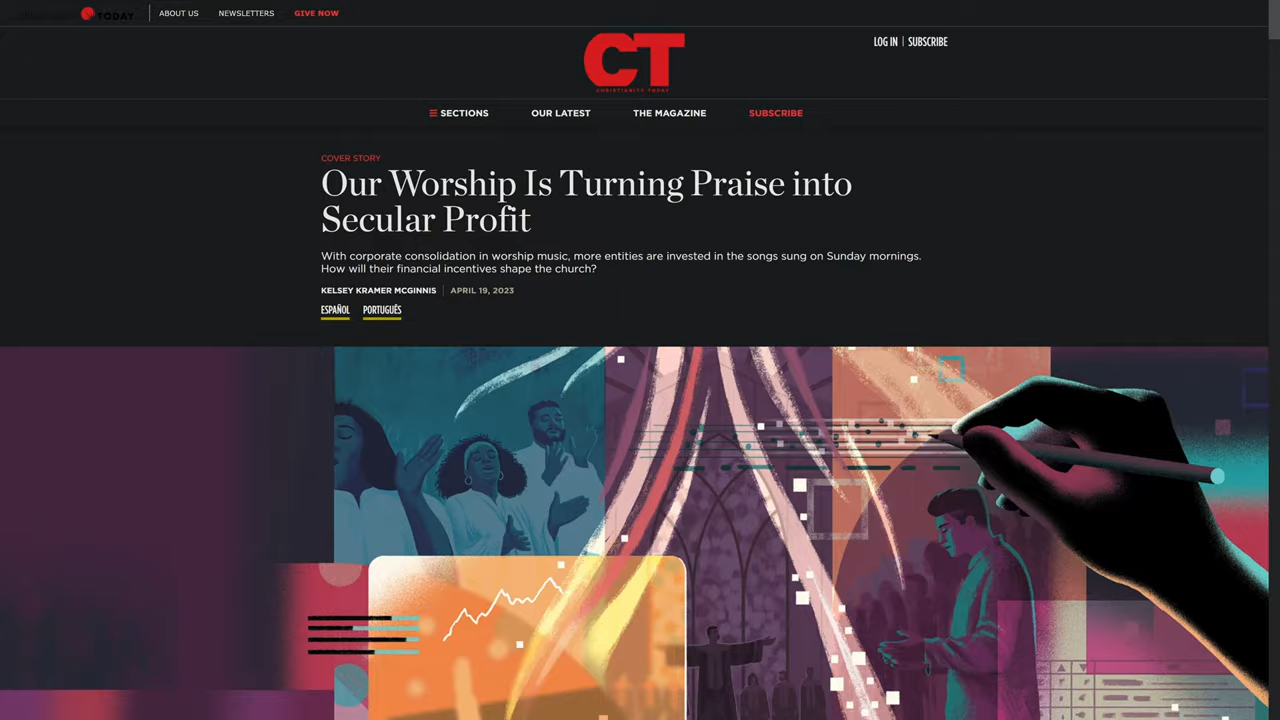 TODAY
ABOUT US
NEWSLETTERS
GIVE NOW
LOG IN | SUBSCRIBE
CT
CHRISTIANITY TODAY
SECTIONS
OUR LATEST
THE MAGAZINE
SUBSCRIBE
COVER STORY
Our Worship Is Turning Praise into
Secular Profit
With corporate consolidation in worship music, more entities are invested in the songs sung on Sunday mornings.
How will their financial incentives shape the church?
KELSEY KRAMER MCGINNIS | APRIL 19, 2023
ESPAÑOL PORTUGUÊS